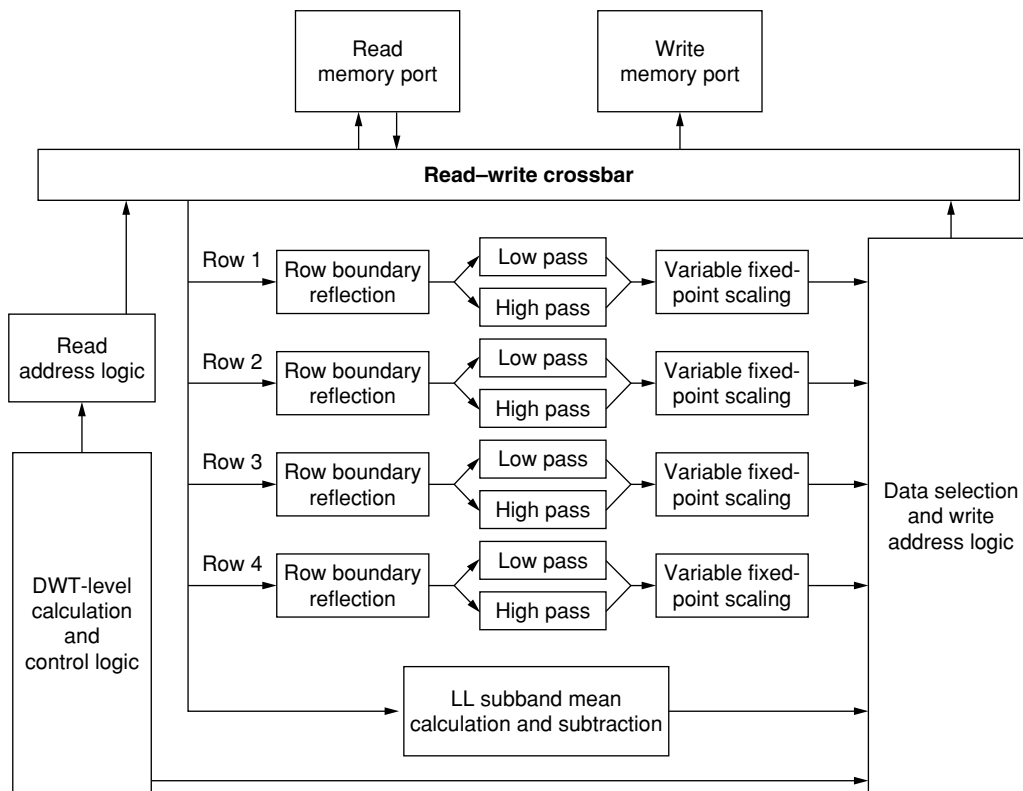 Read
memory port
Write
memory port
Read–write crossbar
Row 1
Row boundary
reflection
Low pass
High pass
Variable fixed-
point scaling
Read
address logic
Row 2
Row boundary
reflection
Low pass
High pass
Variable fixed-
point scaling
Row 3
Row boundary
reflection
Low pass
High pass
Variable fixed-
point scaling
Row 4
Row boundary
reflection
Low pass
High pass
Variable fixed-
point scaling
Data selection
and write
address logic
DWT-level
calculation
and
control logic
LL subband mean
calculation and subtraction